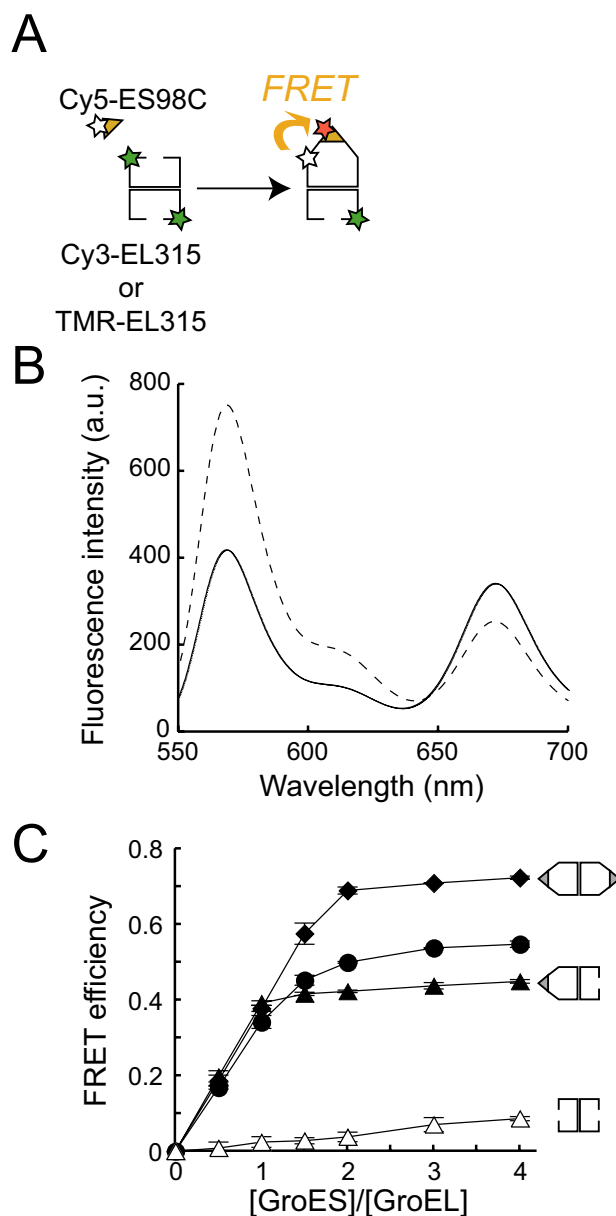 A
Cy5-ES98C
FRET
Cy3-EL315
or
TMR-EL315
B
Fluorescence intensity (a.u.)
800
600
400
200
0
550
600
650
700
Wavelength (nm)
C
FRET efficiency
0.8
0.6
0.4
0.2
0
0
1
2
3
4
[GroES]/[GroEL]